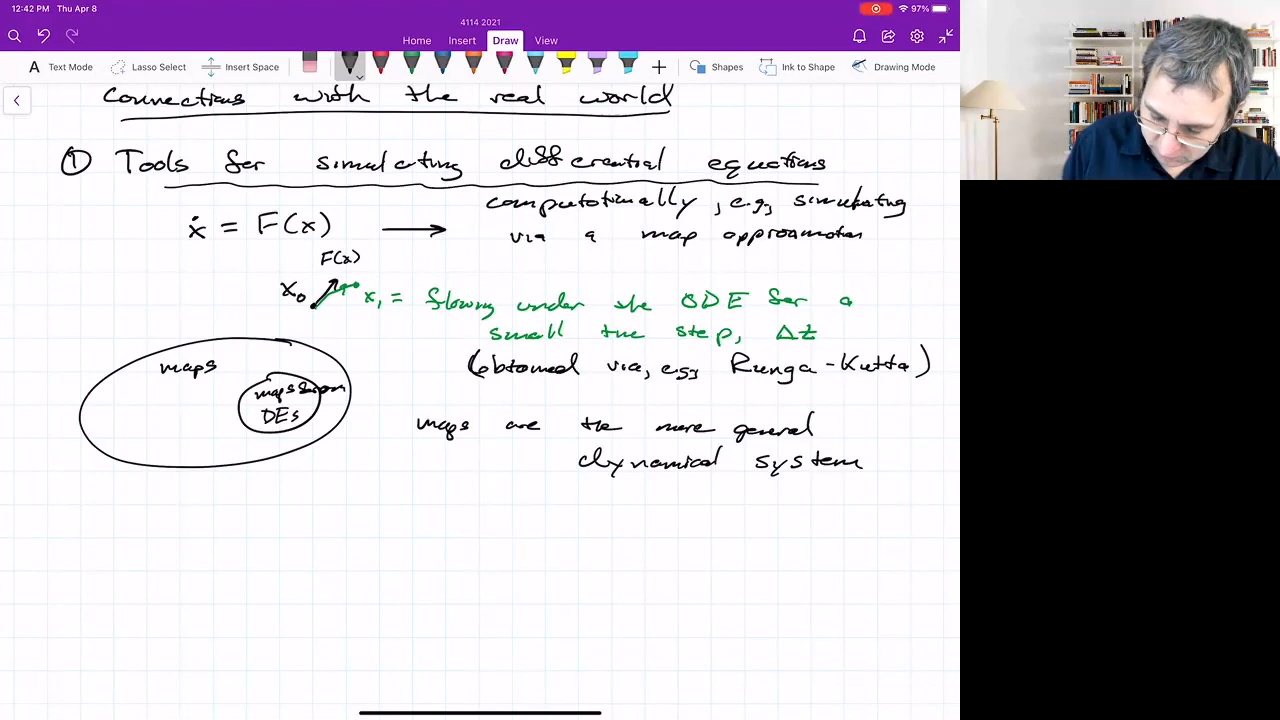 12:42 PM Thu Apr 8
97%
4114 2021
Home Insert Draw View
A Text Mode Lasso Select Insert Space Shapes Ink to Shape Drawing Mode
Connections with the real world
① Tools for simulating differential equations
ẋ = F(x) → computationally, e.g., simulating
via a map approximation
F(x)
x₀ x₁ = flowing under the ODE for a
small time step, Δt
(obtained via, e.g., Runga-Kutta)
maps
maps from
DEs
maps are the more general
dynamical system